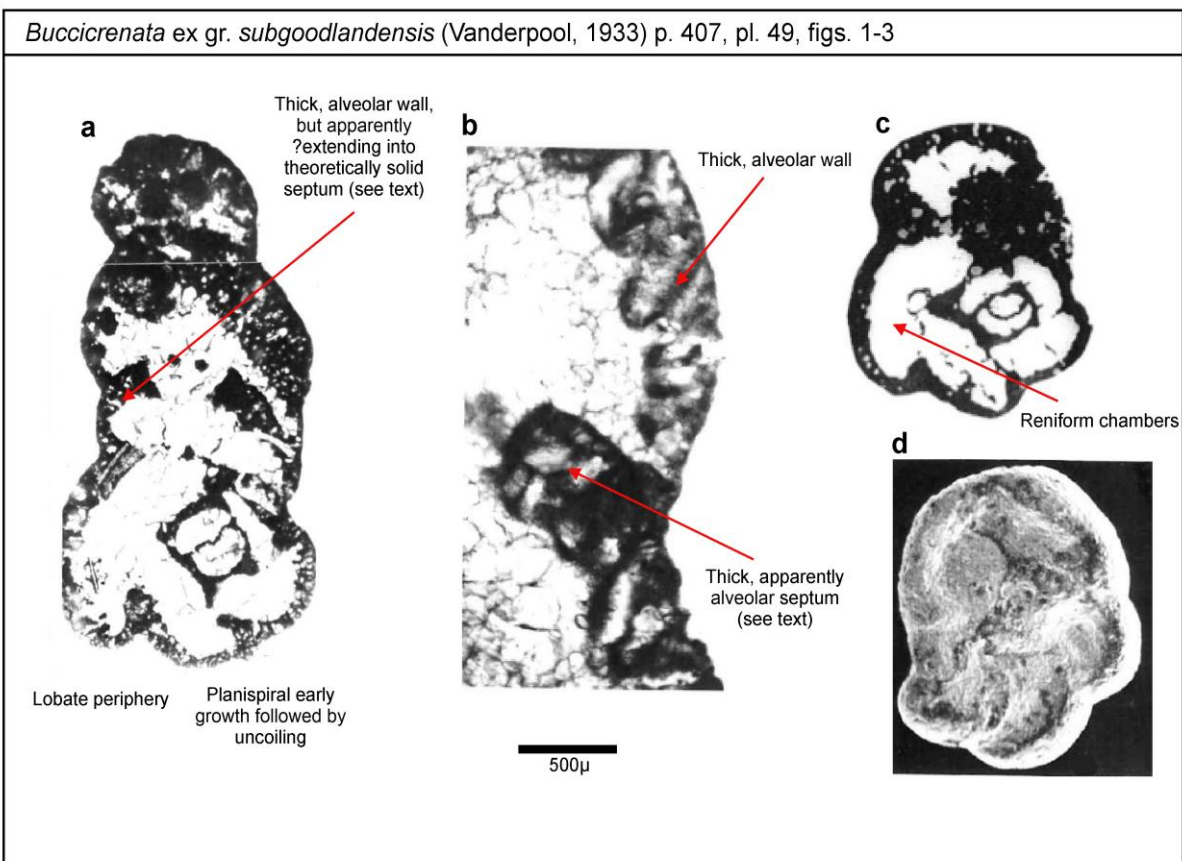 Buccicrenata ex gr. subgoodlandensis (Vanderpool, 1933) p. 407, pl. 49, figs. 1-3
a
Thick, alveolar wall,
but apparently
?extending into
theoretically solid
septum (see text)
b
Thick, alveolar wall
c
Reniform chambers
d
Thick, apparently
alveolar septum
(see text)
Lobate periphery
Planispiral early
growth followed by
uncoiling
500µ